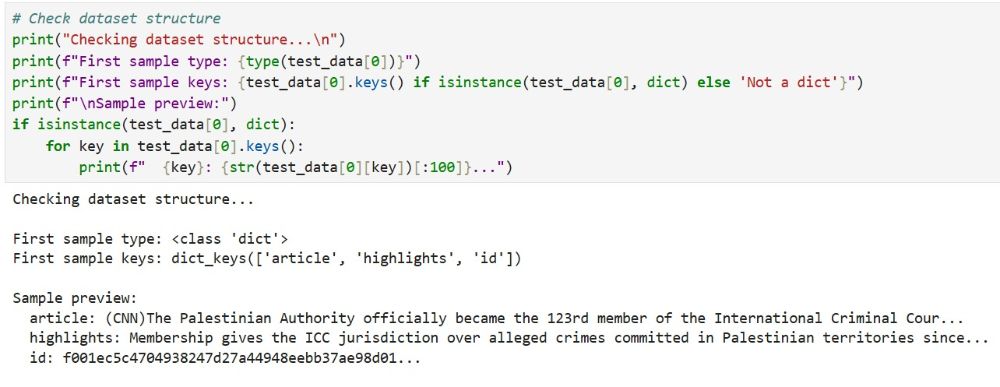 # Check dataset structure
print("Checking dataset structure...\n")
print(f"First sample type: {type(test_data[0])}")
print(f"First sample keys: {test_data[0].keys() if isinstance(test_data[0], dict) else 'Not a dict'}")
print(f"\nSample preview:")
if isinstance(test_data[0], dict):
    for key in test_data[0].keys():
        print(f"  {key}: {str(test_data[0][key])[:100]}...")
Checking dataset structure...

First sample type: <class 'dict'>
First sample keys: dict_keys(['article', 'highlights', 'id'])

Sample preview:
  article: (CNN)The Palestinian Authority officially became the 123rd member of the International Criminal Cour...
  highlights: Membership gives the ICC jurisdiction over alleged crimes committed in Palestinian territories since...
  id: f001ec5c4704938247d27a44948eebb37ae98d01...